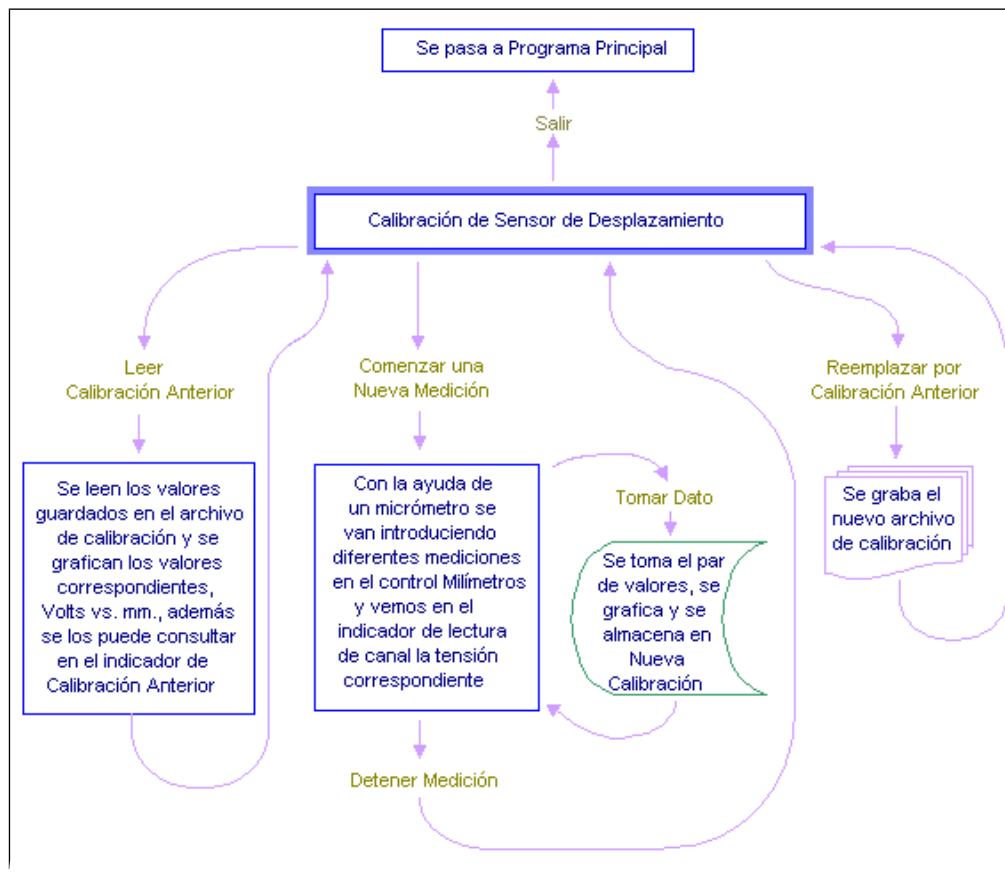 Se pasa a Programa Principal
Salir
Calibración de Sensor de Desplazamiento
Leer
Calibración Anterior
Comenzar una
Nueva Medición
Reemplazar por
Calibración Anterior
Se leen los valores
guardados en el archivo
de calibración y se
grafican los valores
correspondientes,
Volts vs. mm., además
se los puede consultar
en el indicador de
Calibración Anterior
Con la ayuda de
un micrómetro se
van introduciendo
diferentes mediciones
en el control Milímetros
y vemos en el
indicador de lectura
de canal la tensión
correspondiente
Tomar Dato
Se toma el par
de valores, se
grafica y se
almacena en
Nueva
Calibración
Se graba el
nuevo archivo
de calibración
Detener Medición